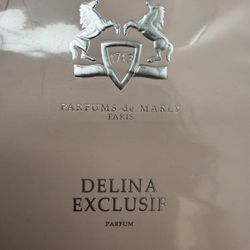 1743
PARFUMS de MARLY
PARIS
DELINA
EXCLUSIF
PARFUM